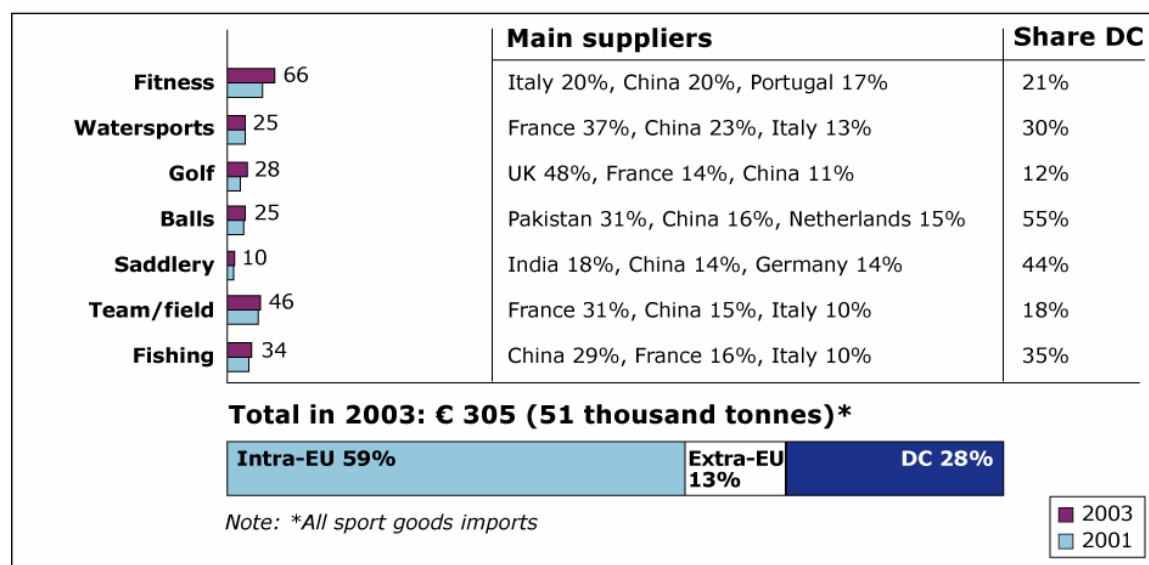 Main suppliers Share DC
Fitness 66 Italy 20%, China 20%, Portugal 17% 21%
Watersports 25 France 37%, China 23%, Italy 13% 30%
Golf 28 UK 48%, France 14%, China 11% 12%
Balls 25 Pakistan 31%, China 16%, Netherlands 15% 55%
Saddlery 10 India 18%, China 14%, Germany 14% 44%
Team/field 46 France 31%, China 15%, Italy 10% 18%
Fishing 34 China 29%, France 16%, Italy 10% 35%
Total in 2003: € 305 (51 thousand tonnes)*
Intra-EU 59% Extra-EU 13% DC 28%
Note: *All sport goods imports
2003
2001